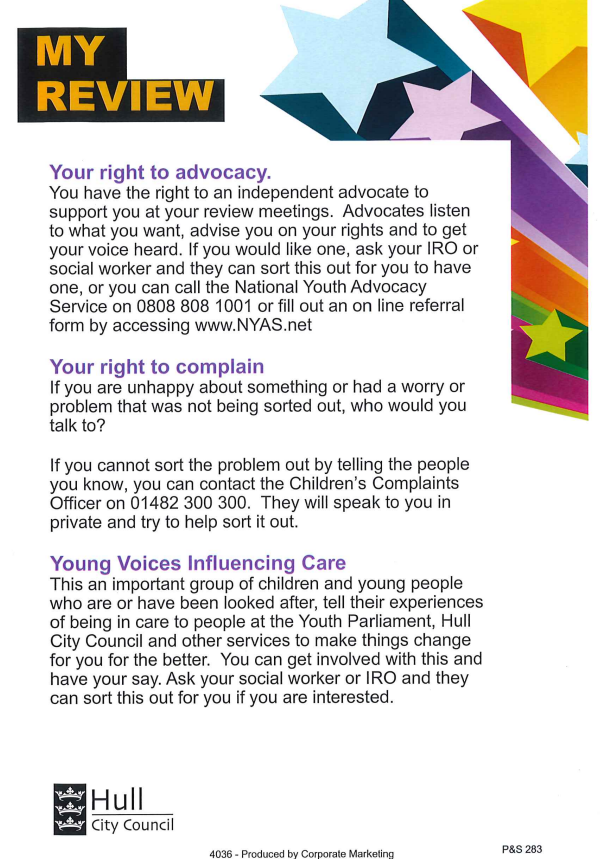 MY
REVIEW
Your right to advocacy.
You have the right to an independent advocate to
support you at your review meetings.  Advocates listen
to what you want, advise you on your rights and to get
your voice heard. If you would like one, ask your IRO or
social worker and they can sort this out for you to have
one, or you can call the National Youth Advocacy
Service on 0808 808 1001 or fill out an on line referral
form by accessing www.NYAS.net
Your right to complain
If you are unhappy about something or had a worry or
problem that was not being sorted out, who would you
talk to?
If you cannot sort the problem out by telling the people
you know, you can contact the Children's Complaints
Officer on 01482 300 300.  They will speak to you in
private and try to help sort it out.
Young Voices Influencing Care
This an important group of children and young people
who are or have been looked after, tell their experiences
of being in care to people at the Youth Parliament, Hull
City Council and other services to make things change
for you for the better.  You can get involved with this and
have your say. Ask your social worker or IRO and they
can sort this out for you if you are interested.
Hull
City Council
4036 - Produced by Corporate Marketing
P&S 283